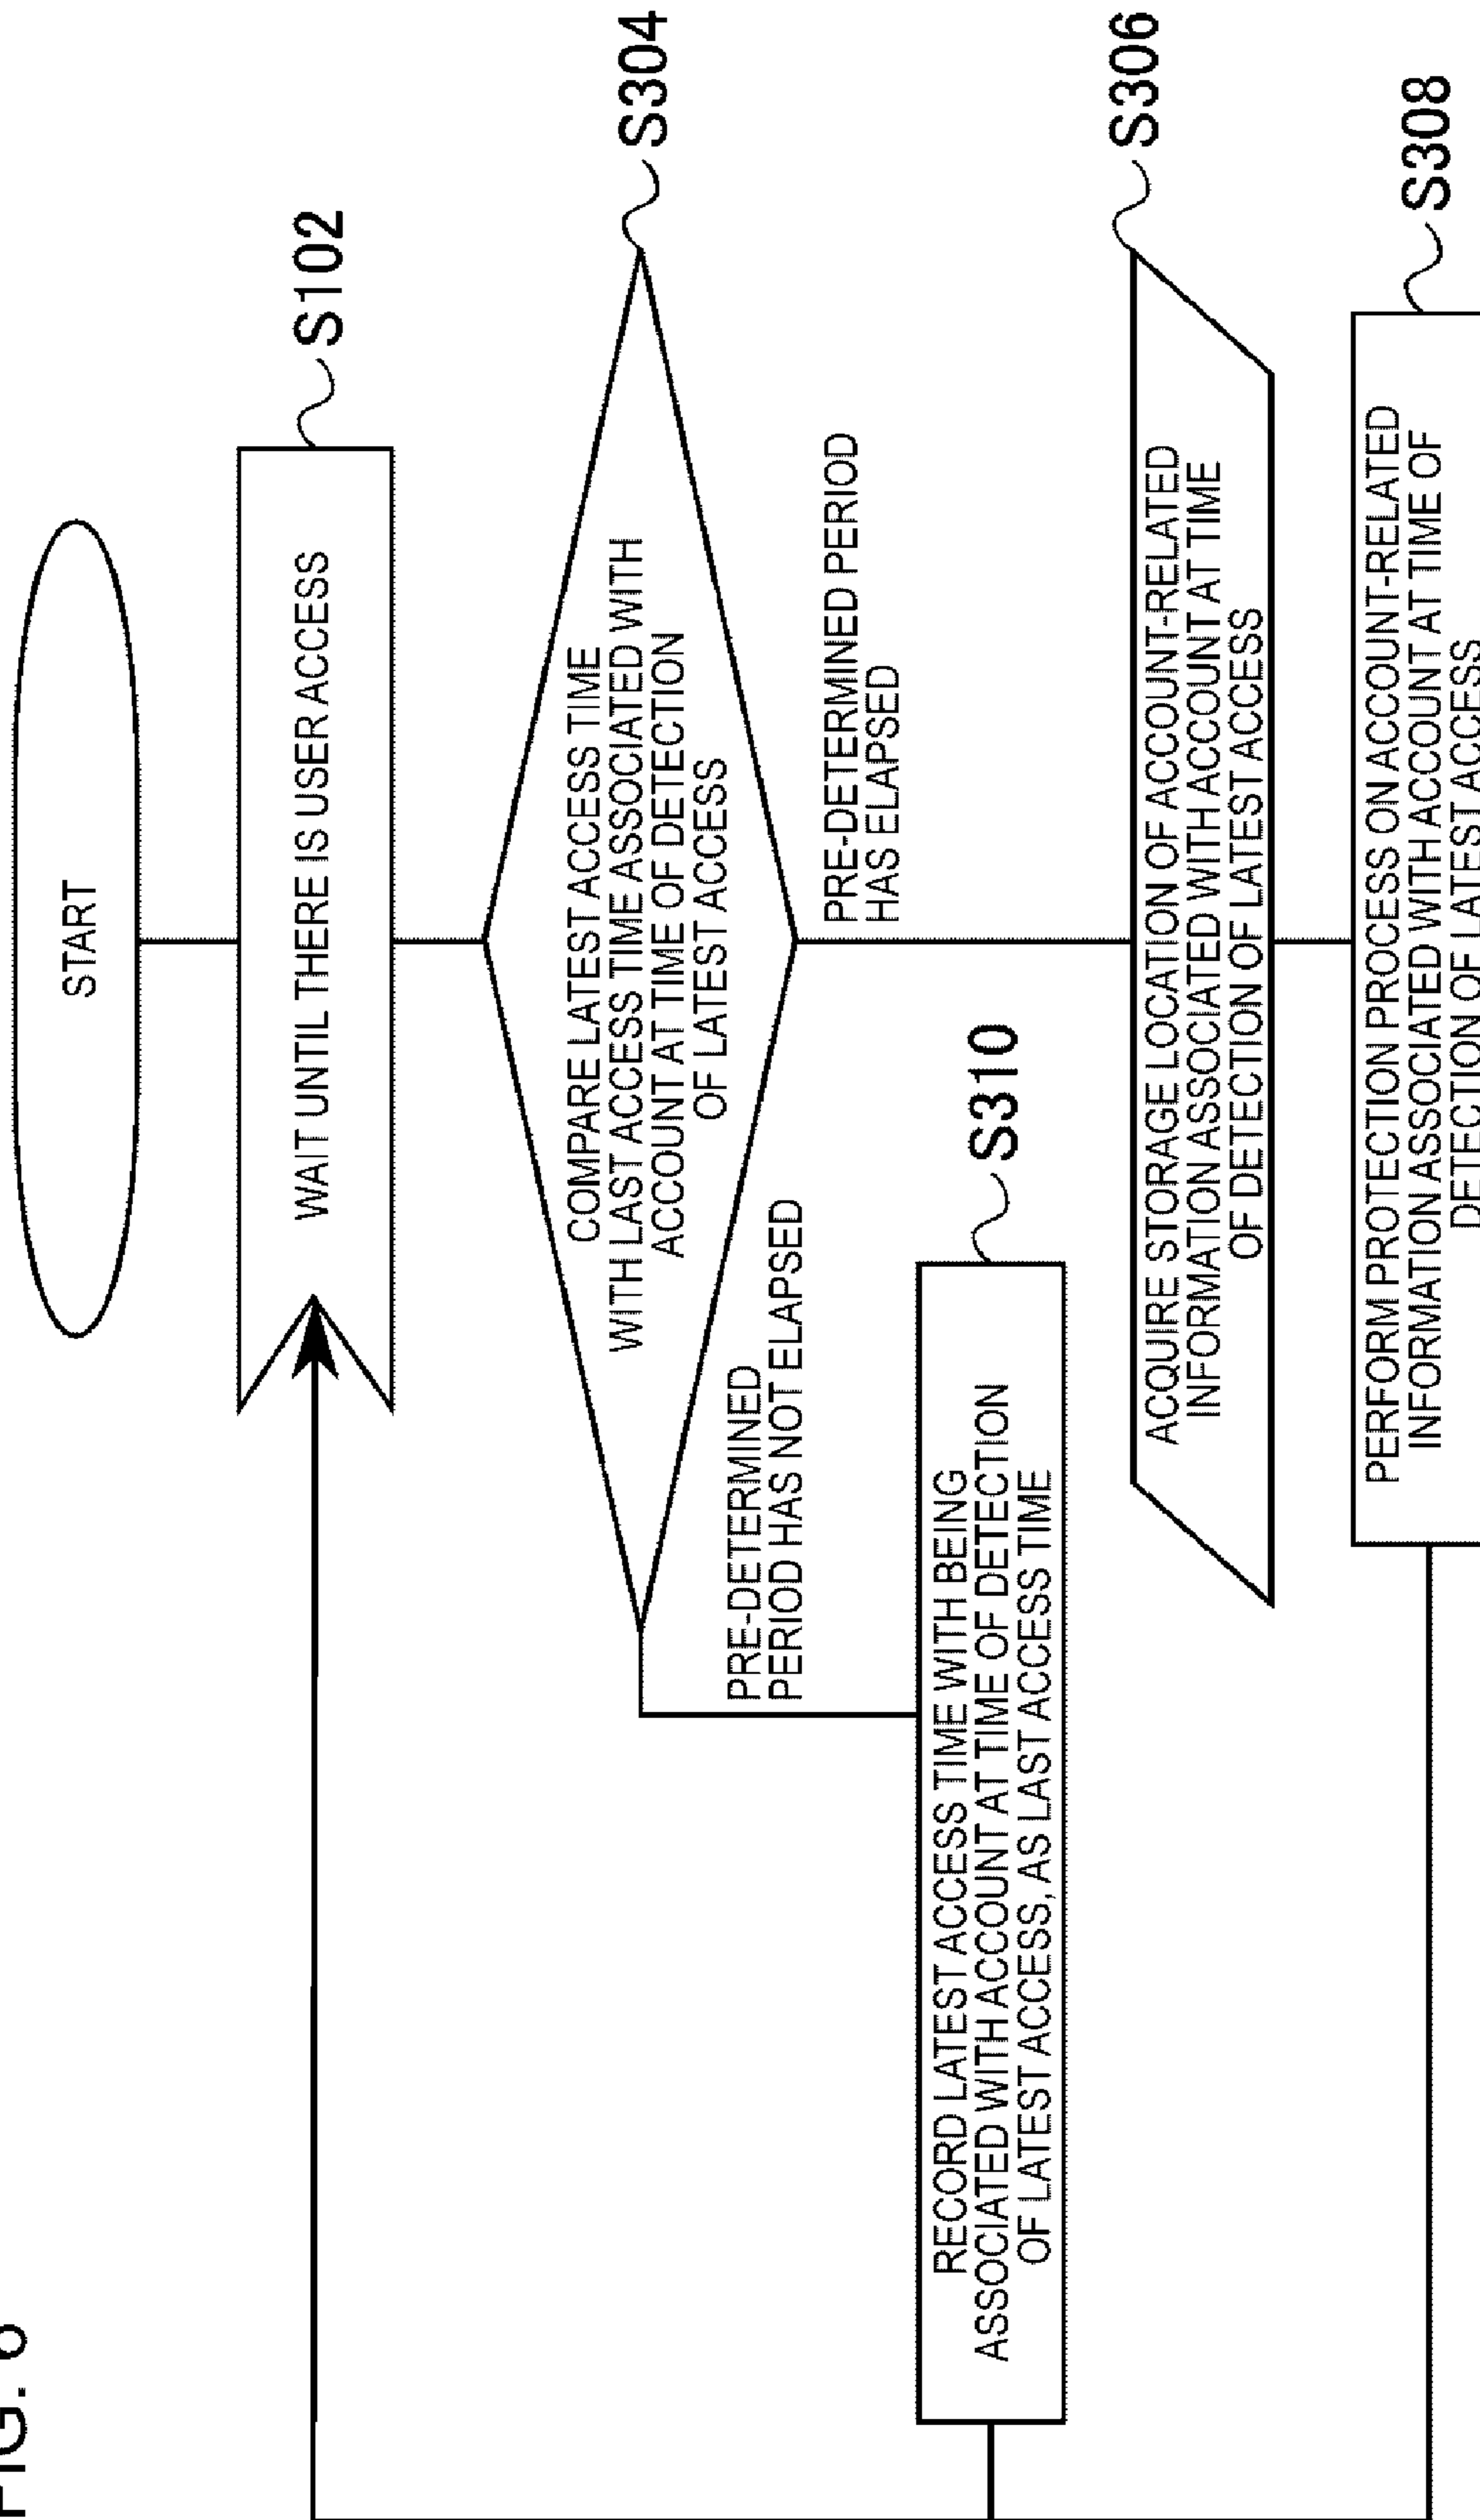 FIG. 6
START
WAIT UNTIL THERE IS USER ACCESS
S102
COMPARE LATEST ACCESS TIME
WITH LAST ACCESS TIME ASSOCIATED WITH
ACCOUNT AT TIME OF DETECTION
OF LATEST ACCESS
S304
PRE-DETERMINED
PERIOD HAS NOT ELAPSED
PRE-DETERMINED PERIOD
HAS ELAPSED
RECORD LATEST ACCESS TIME WITH BEING
ASSOCIATED WITH ACCOUNT AT TIME OF DETECTION
OF LATEST ACCESS, AS LAST ACCESS TIME
S310
ACQUIRE STORAGE LOCATION OF ACCOUNT-RELATED
INFORMATION ASSOCIATED WITH ACCOUNT AT TIME
OF DETECTION OF LATEST ACCESS
S306
PERFORM PROTECTION PROCESS ON ACCOUNT-RELATED
INFORMATION ASSOCIATED WITH ACCOUNT AT TIME OF
DETECTION OF LATEST ACCESS
S308